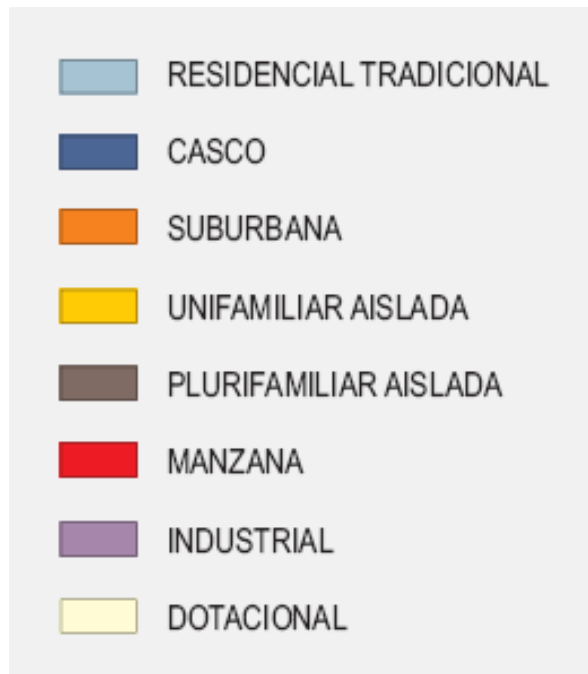 RESIDENCIAL TRADICIONAL
CASCO
SUBURBANA
UNIFAMILIAR AISLADA
PLURIFAMILIAR AISLADA
MANZANA
INDUSTRIAL
DOTACIONAL